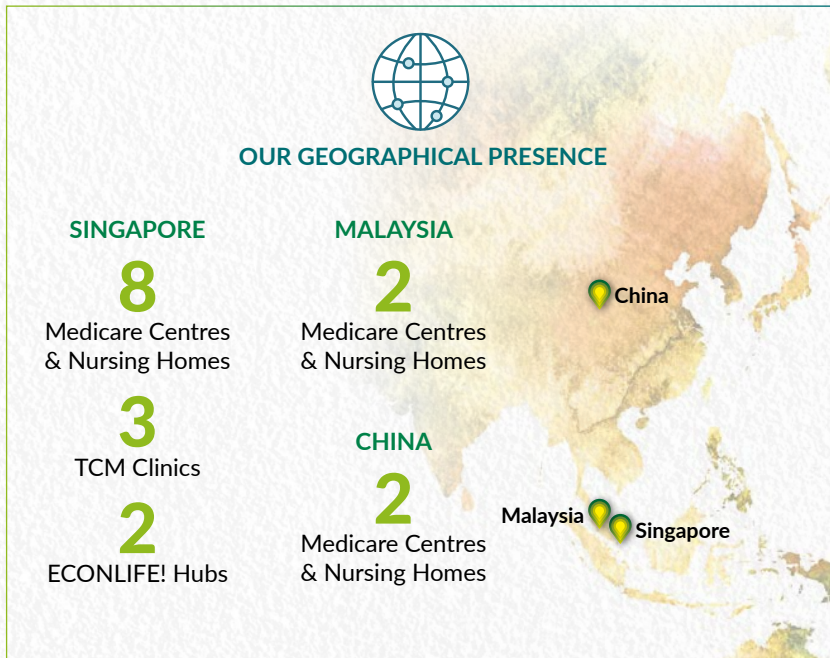 OUR GEOGRAPHICAL PRESENCE
SINGAPORE
8
Medicare Centres
& Nursing Homes
3
TCM Clinics
2
ECONLIFE! Hubs
MALAYSIA
2
Medicare Centres
& Nursing Homes
CHINA
2
Medicare Centres
& Nursing Homes
China
Malaysia
Singapore